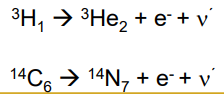 ³H₁ → ³He₂ + e⁻ + ν´
¹⁴C₆ → ¹⁴N₇ + e⁻ + ν´